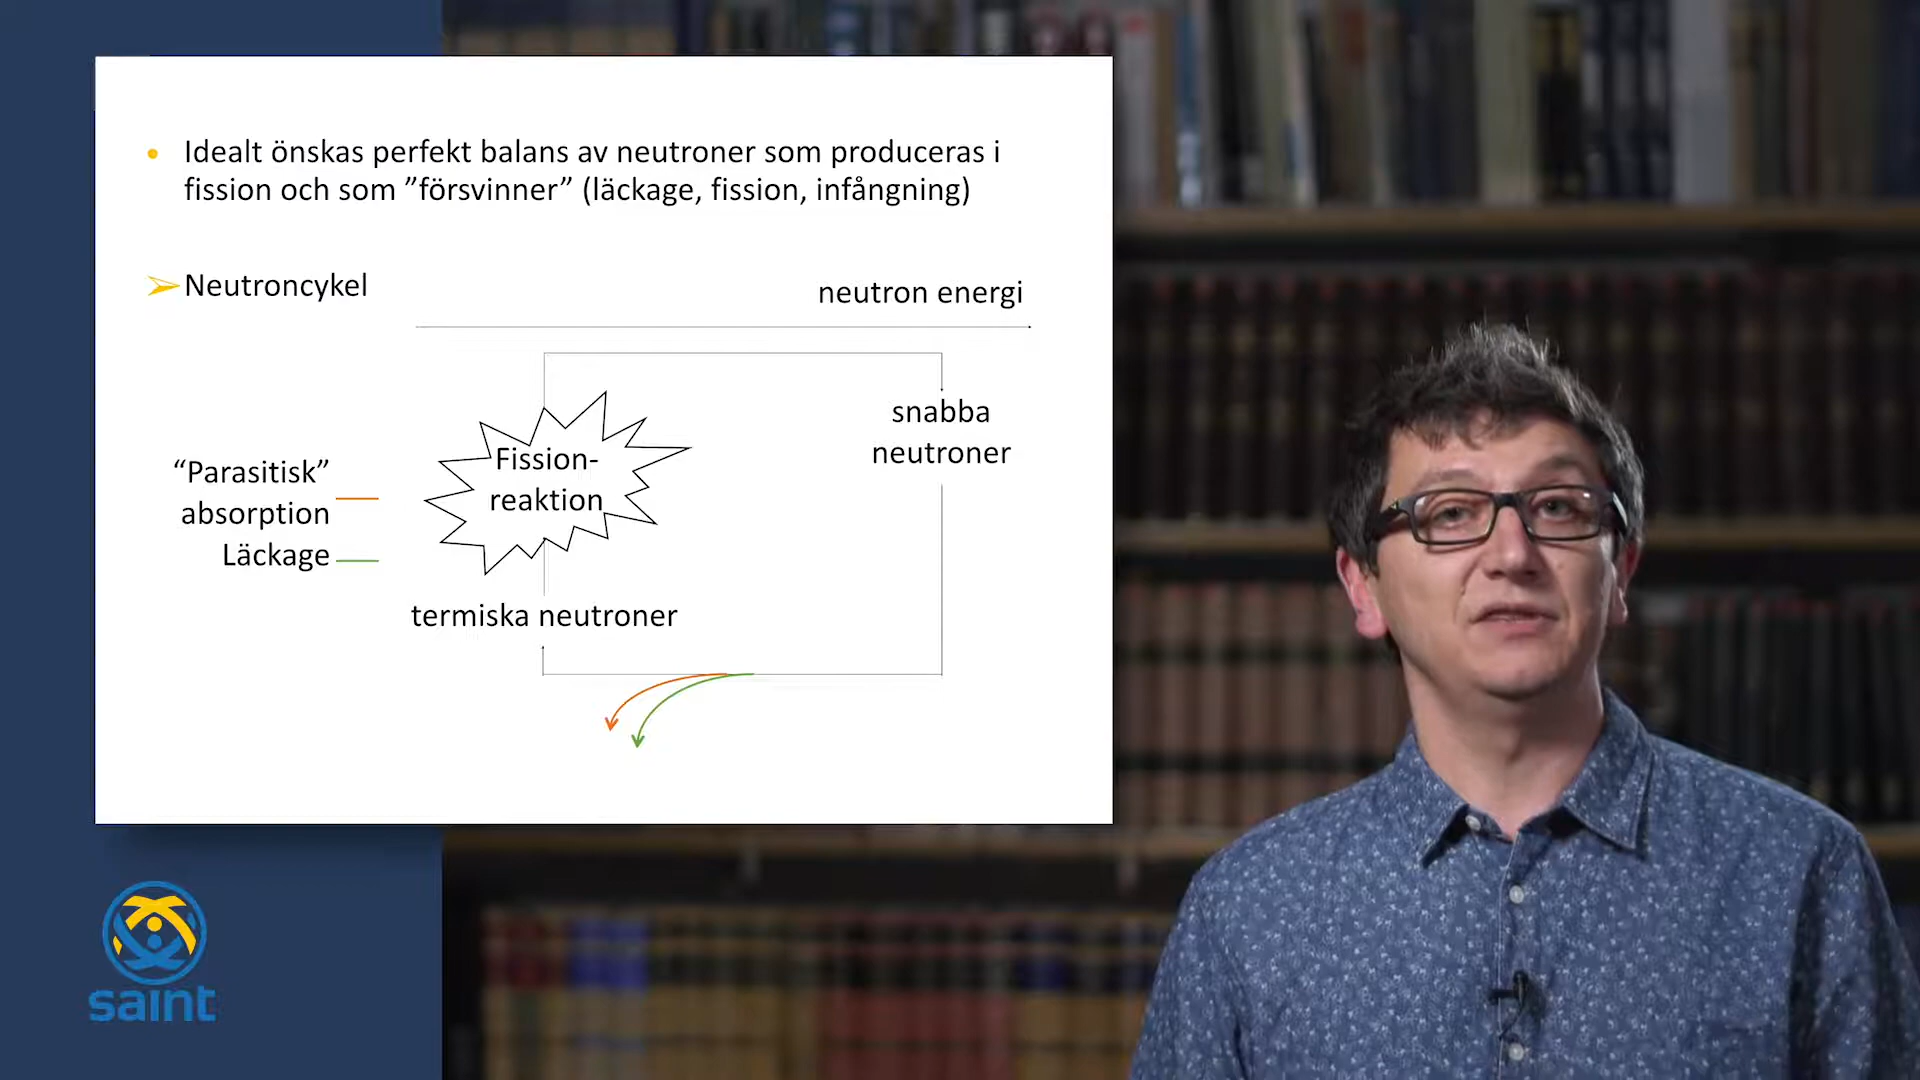 Idealt önskas perfekt balans av neutroner som produceras i
fission och som ”försvinner” (läckage, fission, infångning)
Neutroncykel
neutron energi
snabba
neutroner
Fission-
reaktion
“Parasitisk”
absorption
Läckage
termiska neutroner
saint